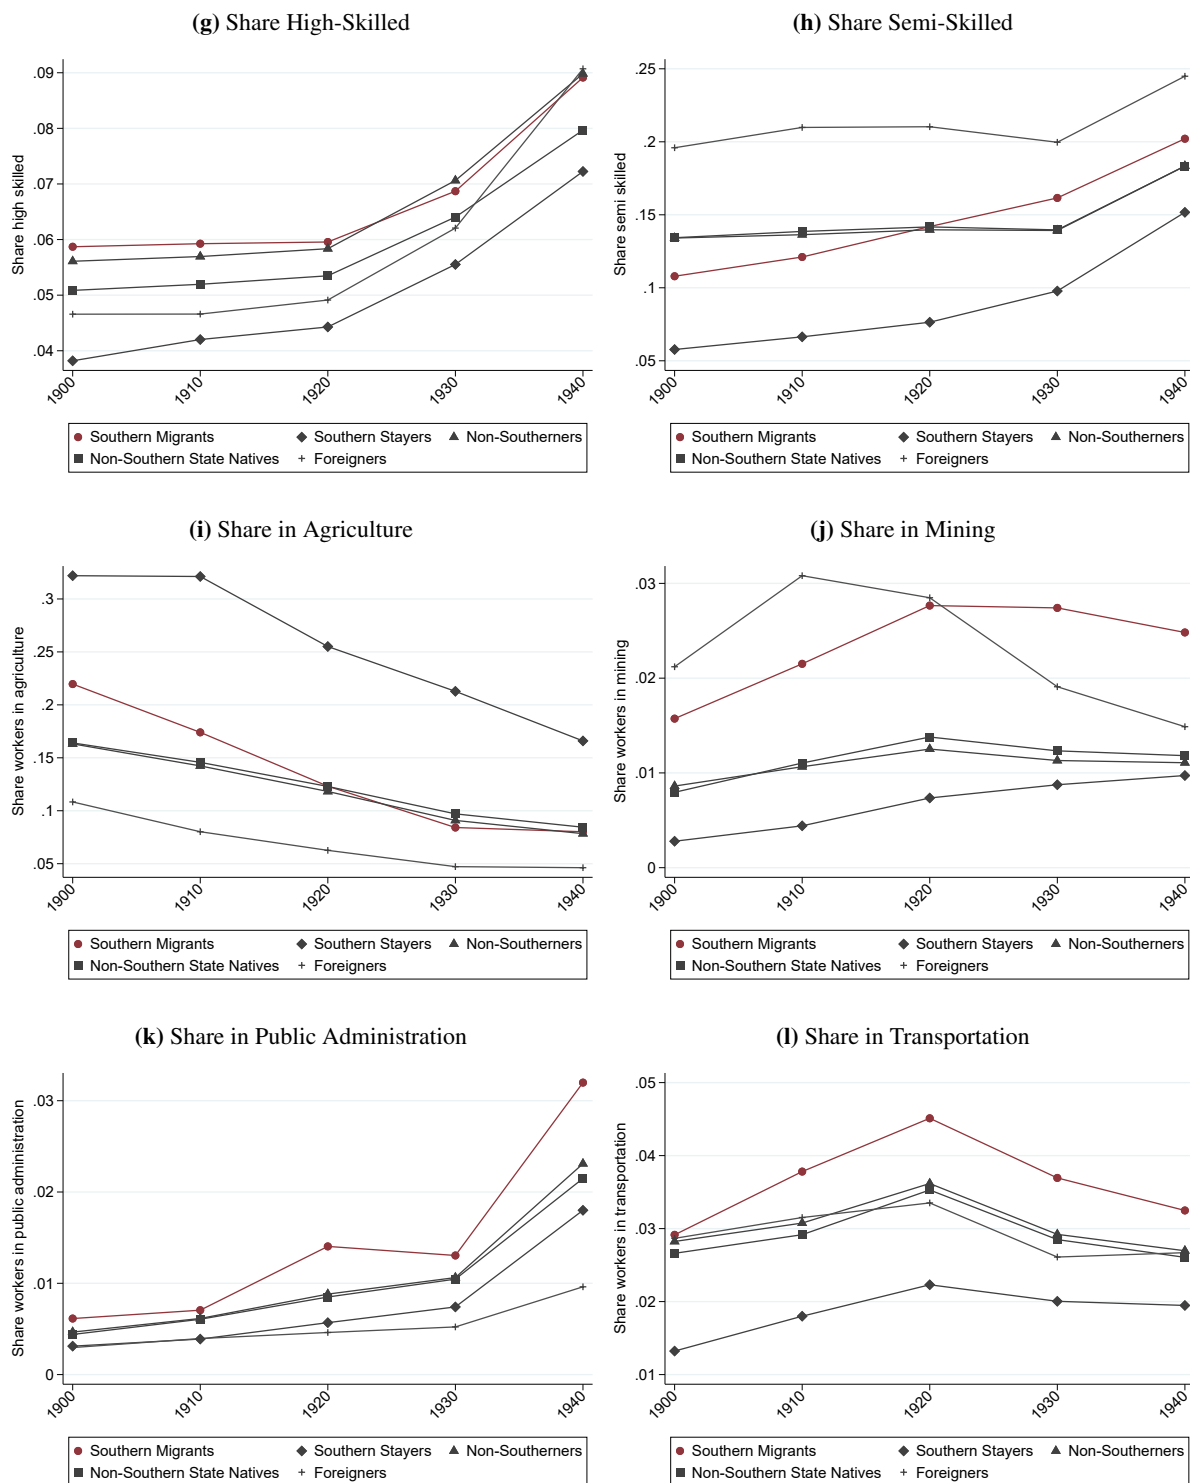 (g) Share High-Skilled
Share high skilled
.09
.08
.07
.06
.05
.04
1900
1910
1920
1930
1940
Southern Migrants
Southern Stayers
Non-Southerners
Non-Southern State Natives
Foreigners
(h) Share Semi-Skilled
Share semi skilled
.25
.2
.15
.1
.05
1900
1910
1920
1930
1940
Southern Migrants
Southern Stayers
Non-Southerners
Non-Southern State Natives
Foreigners
(i) Share in Agriculture
Share workers in agriculture
.3
.25
.2
.15
.1
.05
1900
1910
1920
1930
1940
Southern Migrants
Southern Stayers
Non-Southerners
Non-Southern State Natives
Foreigners
(j) Share in Mining
Share workers in mining
.03
.02
.01
0
1900
1910
1920
1930
1940
Southern Migrants
Southern Stayers
Non-Southerners
Non-Southern State Natives
Foreigners
(k) Share in Public Administration
Share workers in public administration
.03
.02
.01
0
1900
1910
1920
1930
1940
Southern Migrants
Southern Stayers
Non-Southerners
Non-Southern State Natives
Foreigners
(l) Share in Transportation
Share workers in transportation
.05
.04
.03
.02
.01
1900
1910
1920
1930
1940
Southern Migrants
Southern Stayers
Non-Southerners
Non-Southern State Natives
Foreigners